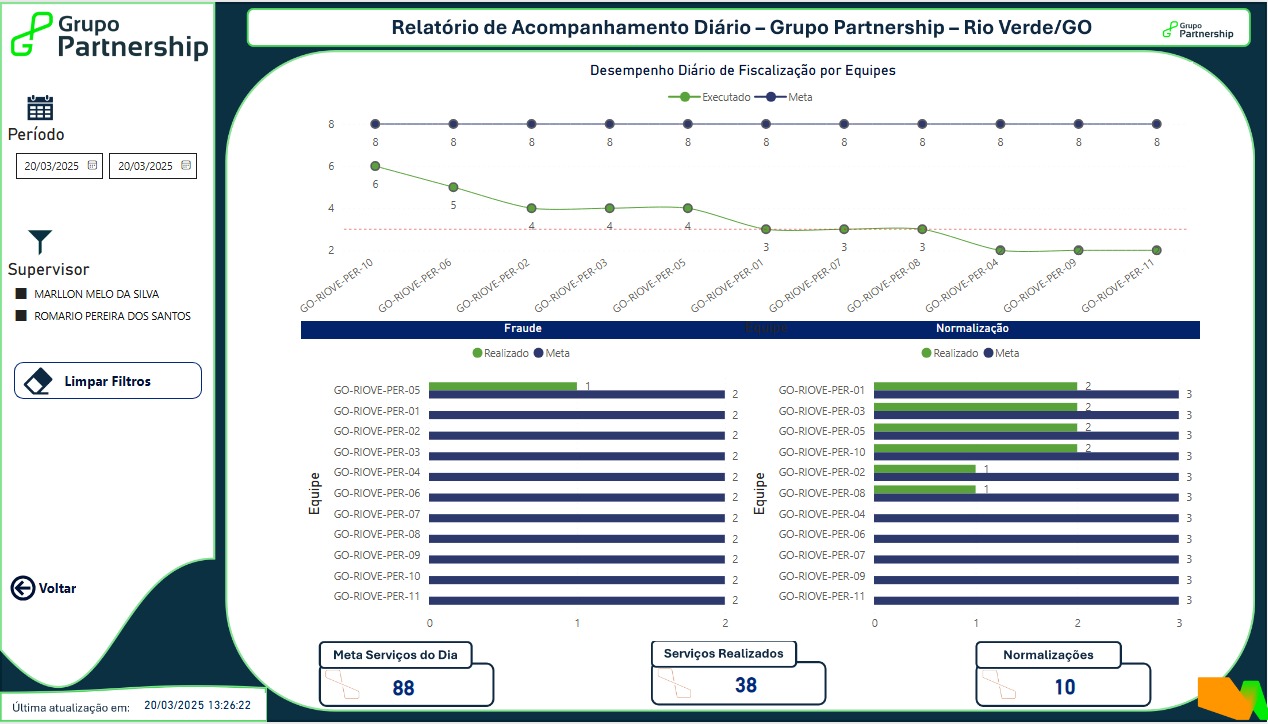 Grupo
Partnership
Relatório de Acompanhamento Diário – Grupo Partnership – Rio Verde/GO
Grupo
Partnership
Período
20/03/2025 20/03/2025
Supervisor
MARLLON MELO DA SILVA
ROMARIO PEREIRA DOS SANTOS
Limpar Filtros
Voltar
Última atualização em: 20/03/2025 13:26:22
Desempenho Diário de Fiscalização por Equipes
Executado Meta
8
6
4
2
8 8 8 8 8 8 8 8 8 8 8
6 5 4 4 4 3 3 3
GO-RIOVE-PER-10
GO-RIOVE-PER-06
GO-RIOVE-PER-02
GO-RIOVE-PER-03
GO-RIOVE-PER-05
GO-RIOVE-PER-01
GO-RIOVE-PER-07
GO-RIOVE-PER-08
GO-RIOVE-PER-04
GO-RIOVE-PER-09
GO-RIOVE-PER-11
Equipe
Fraude
Realizado Meta
Equipe
GO-RIOVE-PER-05 1 2
GO-RIOVE-PER-01 2
GO-RIOVE-PER-02 2
GO-RIOVE-PER-03 2
GO-RIOVE-PER-04 2
GO-RIOVE-PER-06 2
GO-RIOVE-PER-07 2
GO-RIOVE-PER-08 2
GO-RIOVE-PER-09 2
GO-RIOVE-PER-10 2
GO-RIOVE-PER-11 2
0 1 2
Normalização
Realizado Meta
Equipe
GO-RIOVE-PER-01 2 3
GO-RIOVE-PER-03 2 3
GO-RIOVE-PER-05 2 3
GO-RIOVE-PER-10 2 3
GO-RIOVE-PER-02 1 3
GO-RIOVE-PER-08 1 3
GO-RIOVE-PER-04 3
GO-RIOVE-PER-06 3
GO-RIOVE-PER-07 3
GO-RIOVE-PER-09 3
GO-RIOVE-PER-11 3
0 1 2 3
Meta Serviços do Dia
88
Serviços Realizados
38
Normalizações
10